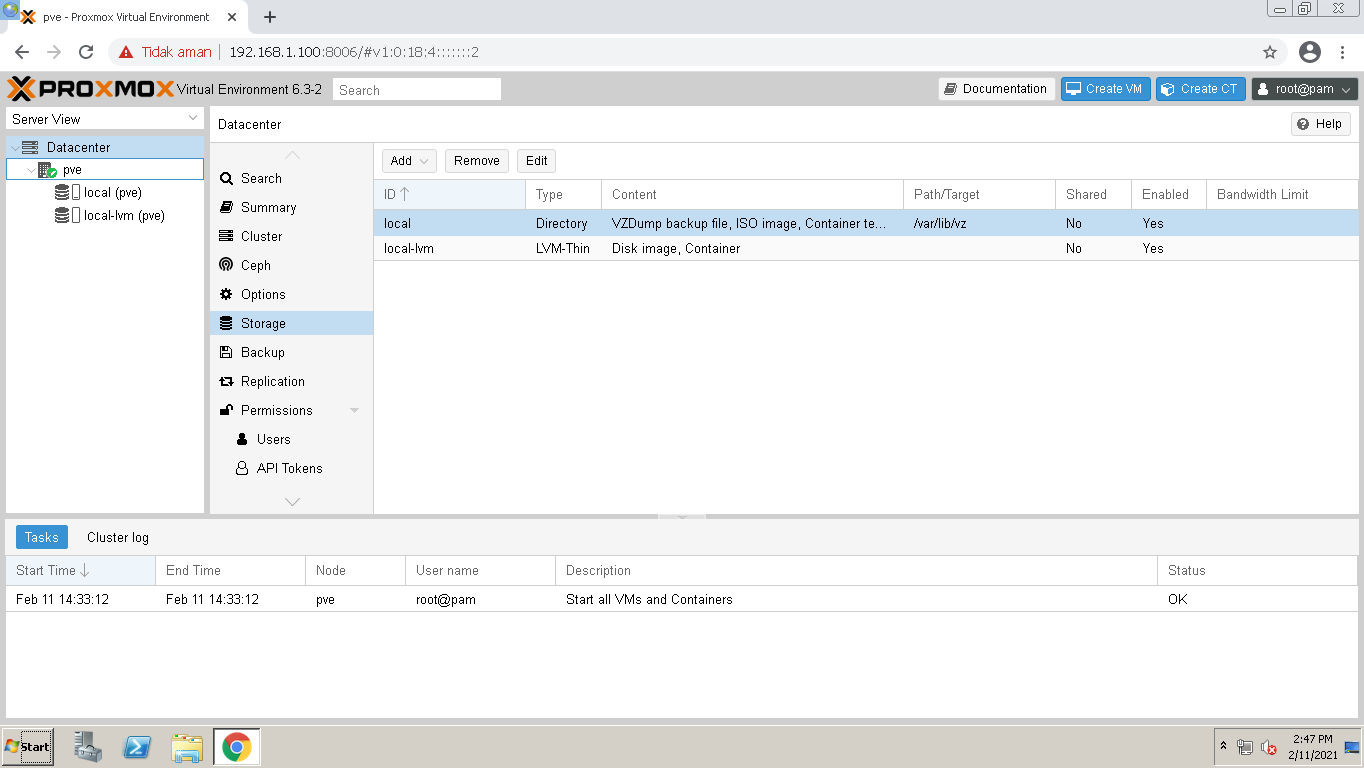 pve - Proxmox Virtual Environment
Tidak aman 192.168.1.100:8006/#v1:0:18:4:::::::2
PROXMOX Virtual Environment 6.3-2 Search Documentation Create VM Create CT root@pam
Server View
Datacenter
pve
local (pve)
local-lvm (pve)
Datacenter Help
Search
Summary
Cluster
Ceph
Options
Storage
Backup
Replication
Permissions
Users
API Tokens
Add Remove Edit
ID Type Content Path/Target Shared Enabled Bandwidth Limit
local Directory VZDump backup file, ISO image, Container te... /var/lib/vz No Yes
local-lvm LVM-Thin Disk image, Container No Yes
Tasks Cluster log
Start Time End Time Node User name Description Status
Feb 11 14:33:12 Feb 11 14:33:12 pve root@pam Start all VMs and Containers OK
Start
2:47 PM
2/11/2021